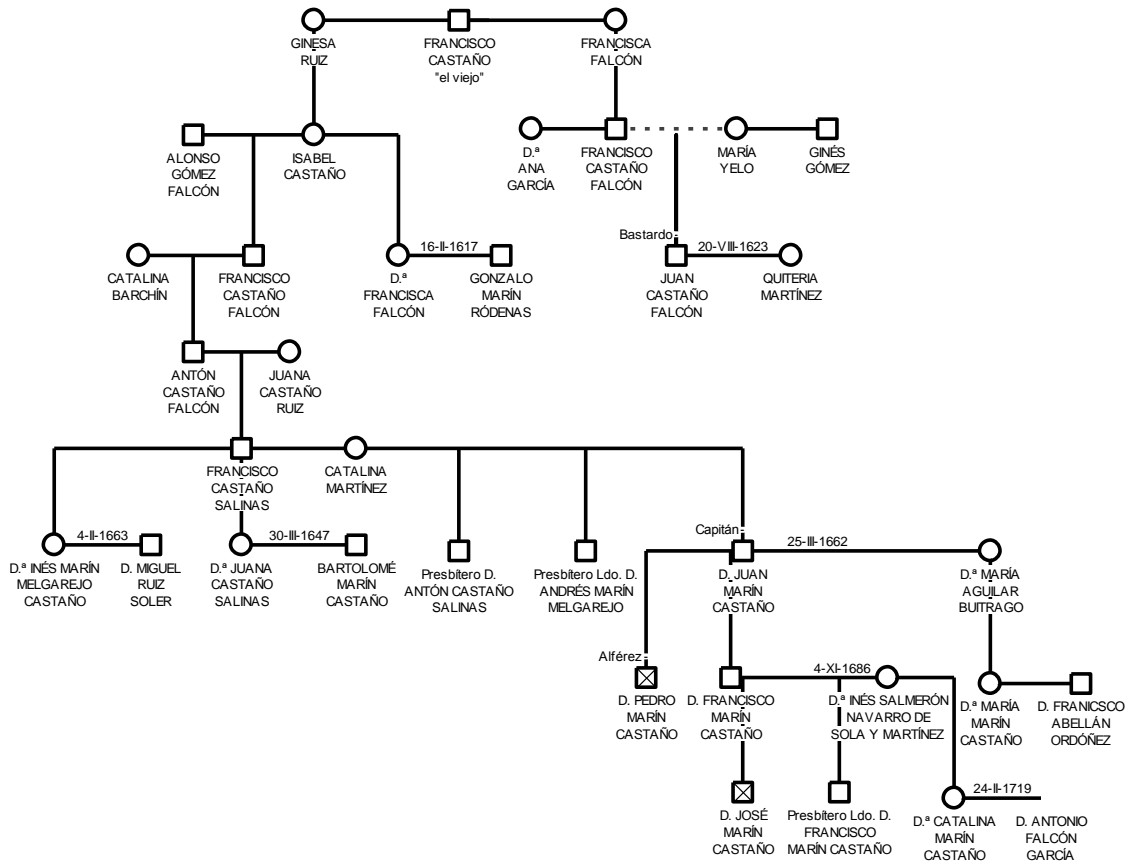 GINESA
RUIZ
FRANCISCO
CASTAÑO
"el viejo"
FRANCISCA
FALCÓN
ALONSO
GÓMEZ
FALCÓN
ISABEL
CASTAÑO
D.ª
ANA
GARCÍA
FRANCISCO
CASTAÑO
FALCÓN
MARÍA
YELO
GINÉS
GÓMEZ
CATALINA
BARCHÍN
FRANCISCO
CASTAÑO
FALCÓN
16-II-1617
D.ª
FRANCISCA
FALCÓN
GONZALO
MARÍN
RÓDENAS
Bastardo
20-VIII-1623
JUAN
CASTAÑO
FALCÓN
QUITERIA
MARTÍNEZ
ANTÓN
CASTAÑO
FALCÓN
JUANA
CASTAÑO
RUIZ
FRANCISCO
CASTAÑO
SALINAS
CATALINA
MARTÍNEZ
4-II-1663
D.ª INÉS MARÍN
MELGAREJO
CASTAÑO
D. MIGUEL
RUIZ
SOLER
30-III-1647
D.ª JUANA
CASTAÑO
SALINAS
BARTOLOMÉ
MARÍN
CASTAÑO
Presbítero D.
ANTÓN CASTAÑO
SALINAS
Presbítero Ldo. D.
ANDRÉS MARÍN
MELGAREJO
Capitán
25-III-1662
D. JUAN
MARÍN
CASTAÑO
D.ª MARÍA
AGUILAR
BUITRAGO
Alférez
D. PEDRO
MARÍN
CASTAÑO
4-XI-1686
D. FRANCISCO
MARÍN
CASTAÑO
D.ª INÉS SALMERÓN
NAVARRO DE
SOLA Y MARTÍNEZ
D.ª MARÍA
MARÍN
CASTAÑO
D. FRANICSCO
ABELLÁN
ORDÓÑEZ
D. JOSÉ
MARÍN
CASTAÑO
Presbítero Ldo. D.
FRANCISCO
MARÍN CASTAÑO
24-II-1719
D.ª CATALINA
MARÍN
CASTAÑO
D. ANTONIO
FALCÓN
GARCÍA